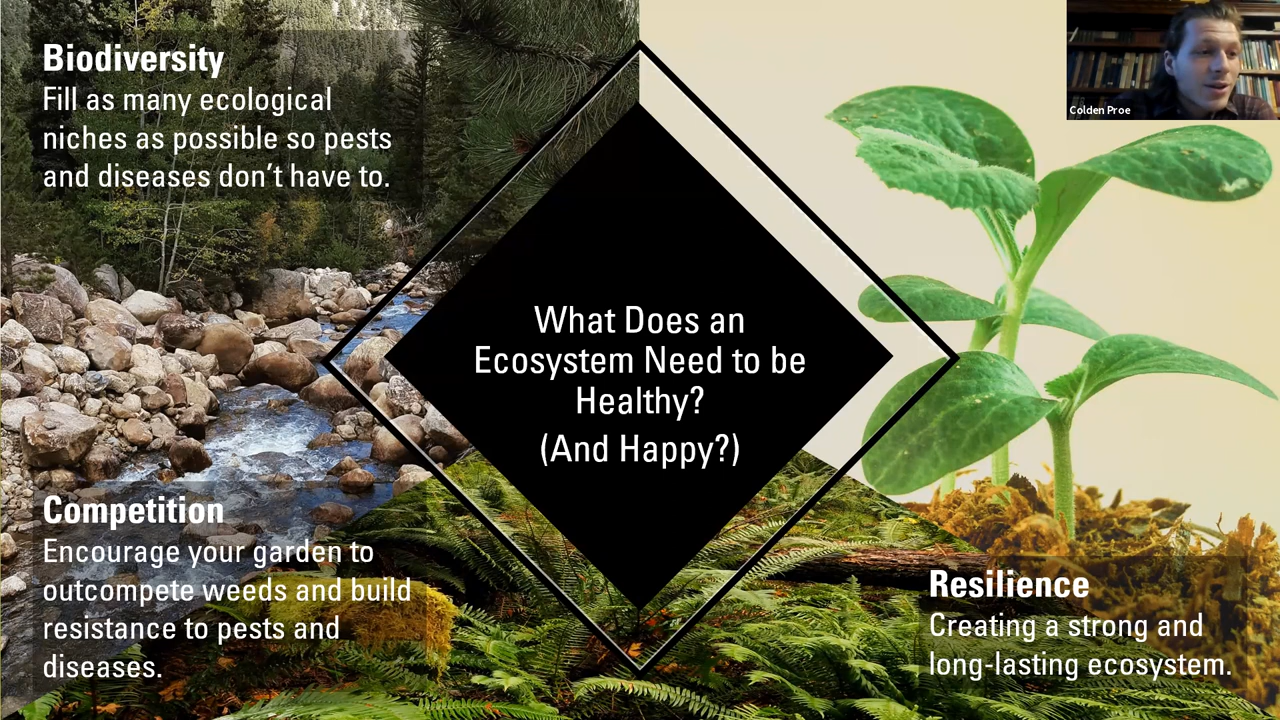 Biodiversity
Fill as many ecological
niches as possible so pests
and diseases don’t have to.
Colden Proe
What Does an
Ecosystem Need to be
Healthy?
(And Happy?)
Competition
Encourage your garden to
outcompete weeds and build
resistance to pests and
diseases.
Resilience
Creating a strong and
long-lasting ecosystem.